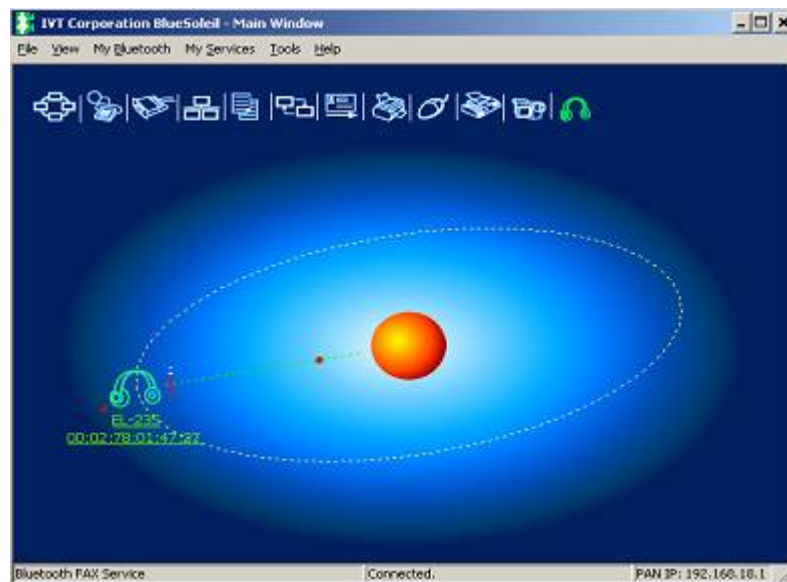 IVT Corporation BlueSoleil - Main Window
File View My Bluetooth My Services Tools Help
EL-235
00:02:78:01:47:27
Bluetooth FAX Service Connected. PAN IP: 192.168.18.1